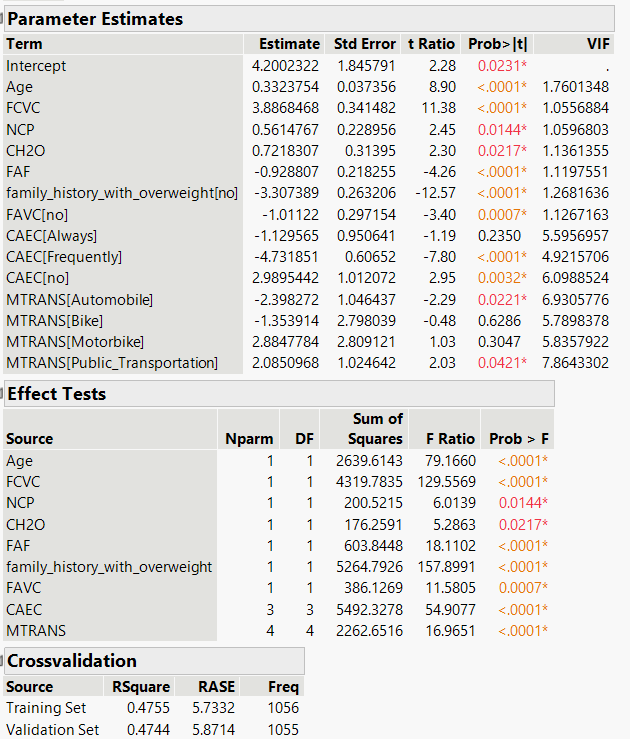 Parameter Estimates
Term Estimate Std Error t Ratio Prob>|t| VIF
Intercept 4.2002322 1.845791 2.28 0.0231* .
Age 0.3323754 0.037356 8.90 <.0001* 1.7601348
FCVC 3.8868468 0.341482 11.38 <.0001* 1.0556884
NCP 0.5614767 0.228956 2.45 0.0144* 1.0596803
CH2O 0.7218307 0.31395 2.30 0.0217* 1.1361355
FAF -0.928807 0.218255 -4.26 <.0001* 1.1197551
family_history_with_overweight[no] -3.307389 0.263206 -12.57 <.0001* 1.2681636
FAVC[no] -1.01122 0.297154 -3.40 0.0007* 1.1267163
CAEC[Always] -1.129565 0.950641 -1.19 0.2350 5.5956957
CAEC[Frequently] -4.731851 0.60652 -7.80 <.0001* 4.9215706
CAEC[no] 2.9895442 1.012072 2.95 0.0032* 6.0988524
MTRANS[Automobile] -2.398272 1.046437 -2.29 0.0221* 6.9305776
MTRANS[Bike] -1.353914 2.798039 -0.48 0.6286 5.7898378
MTRANS[Motorbike] 2.8847784 2.809121 1.03 0.3047 5.8357922
MTRANS[Public_Transportation] 2.0850968 1.024642 2.03 0.0421* 7.8643302
Effect Tests
Sum of
Source Nparm DF Squares F Ratio Prob > F
Age 1 1 2639.6143 79.1660 <.0001*
FCVC 1 1 4319.7835 129.5569 <.0001*
NCP 1 1 200.5215 6.0139 0.0144*
CH2O 1 1 176.2591 5.2863 0.0217*
FAF 1 1 603.8448 18.1102 <.0001*
family_history_with_overweight 1 1 5264.7926 157.8991 <.0001*
FAVC 1 1 386.1269 11.5805 0.0007*
CAEC 3 3 5492.3278 54.9077 <.0001*
MTRANS 4 4 2262.6516 16.9651 <.0001*
Crossvalidation
Source RSquare RASE Freq
Training Set 0.4755 5.7332 1056
Validation Set 0.4744 5.8714 1055